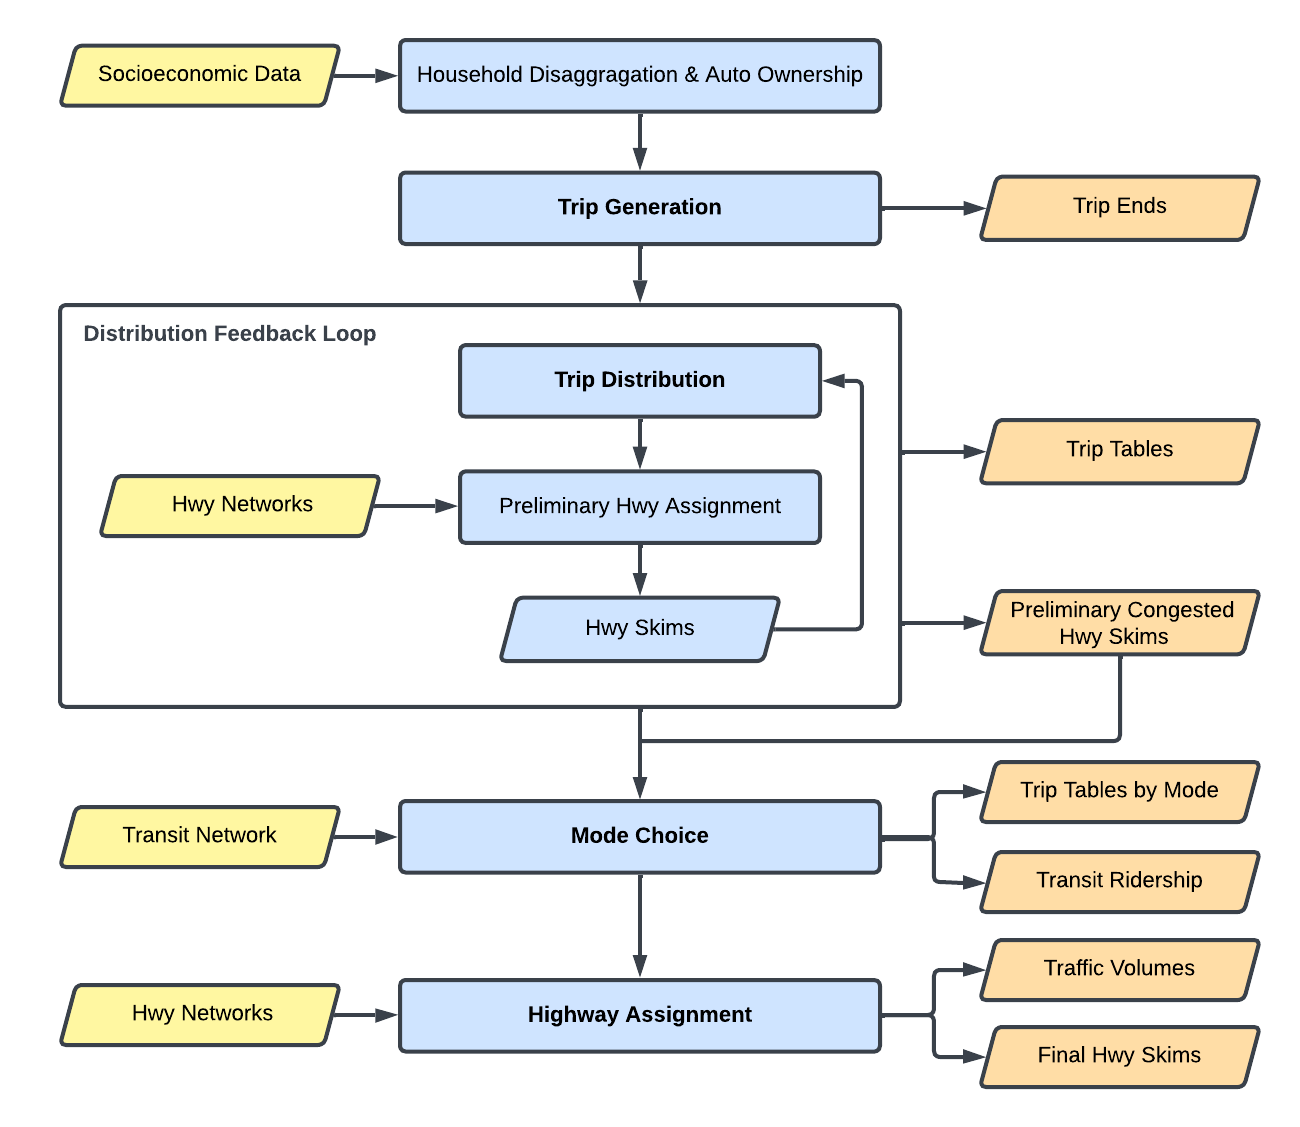 Socioeconomic Data
Household Disaggragation & Auto Ownership
Trip Generation
Trip Ends
Distribution Feedback Loop
Trip Distribution
Trip Tables
Hwy Networks
Preliminary Hwy Assignment
Hwy Skims
Preliminary Congested
Hwy Skims
Trip Tables by Mode
Transit Network
Mode Choice
Transit Ridership
Traffic Volumes
Hwy Networks
Highway Assignment
Final Hwy Skims